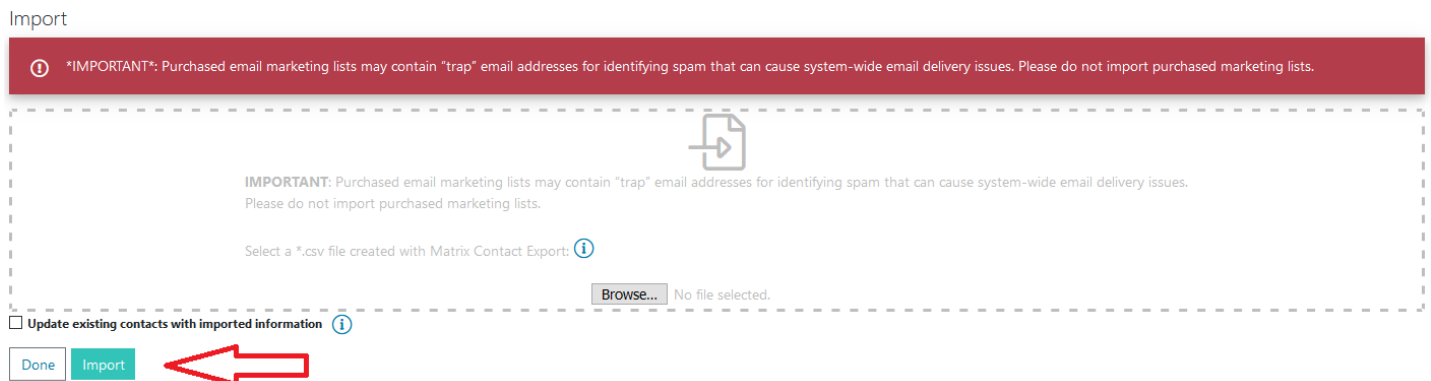 Import
*IMPORTANT*: Purchased email marketing lists may contain “trap” email addresses for identifying spam that can cause system-wide email delivery issues. Please do not import purchased marketing lists.
IMPORTANT: Purchased email marketing lists may contain “trap” email addresses for identifying spam that can cause system-wide email delivery issues.
Please do not import purchased marketing lists.
Select a *.csv file created with Matrix Contact Export:
Browse... No file selected.
Update existing contacts with imported information
Done Import